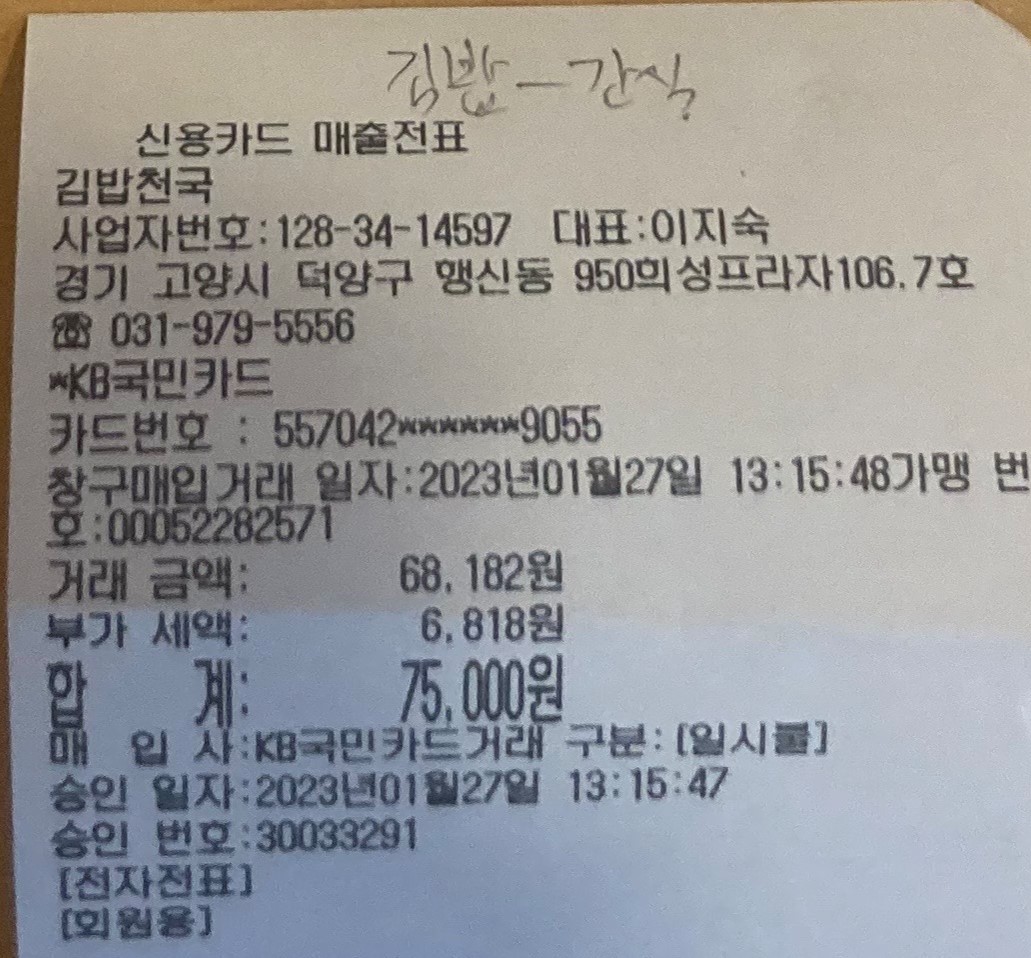 김밥-간식
신용카드 매출전표
김밥천국
사업자번호:128-34-14597 대표:이지숙
경기 고양시 덕양구 행신동 950희성프라자106.7호
☏ 031-979-5556
*KB국민카드
카드번호 : 557042******9055
창구매입거래 일자:2023년01월27일 13:15:48가맹 번
호:00052282571
거래 금액: 68,182원
부가 세액: 6,818원
합 계: 75,000원
매 입 사:KB국민카드거래 구분:[일시불]
승인 일자:2023년01월27일 13:15:47
승인 번호:30033291
[전자전표]
[회원용]